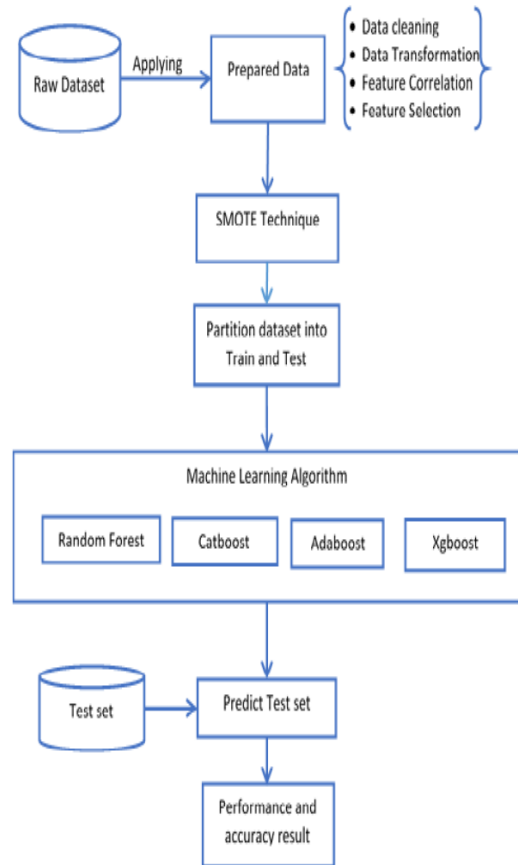 Raw Dataset
Applying
Prepared Data
• Data cleaning
• Data Transformation
• Feature Correlation
• Feature Selection
SMOTE Technique
Partition dataset into
Train and Test
Machine Learning Algorithm
Random Forest
Catboost
Adaboost
Xgboost
Test set
Predict Test set
Performance and
accuracy result